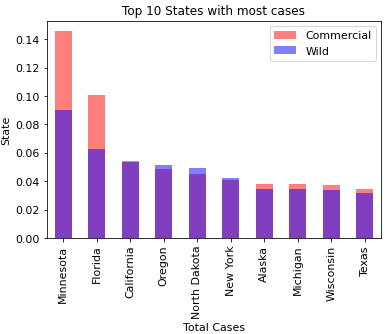 Top 10 States with most cases
Commercial
Wild
State
0.14
0.12
0.10
0.08
0.06
0.04
0.02
0.00
Minnesota
Florida
California
Oregon
North Dakota
New York
Alaska
Michigan
Wisconsin
Texas
Total Cases